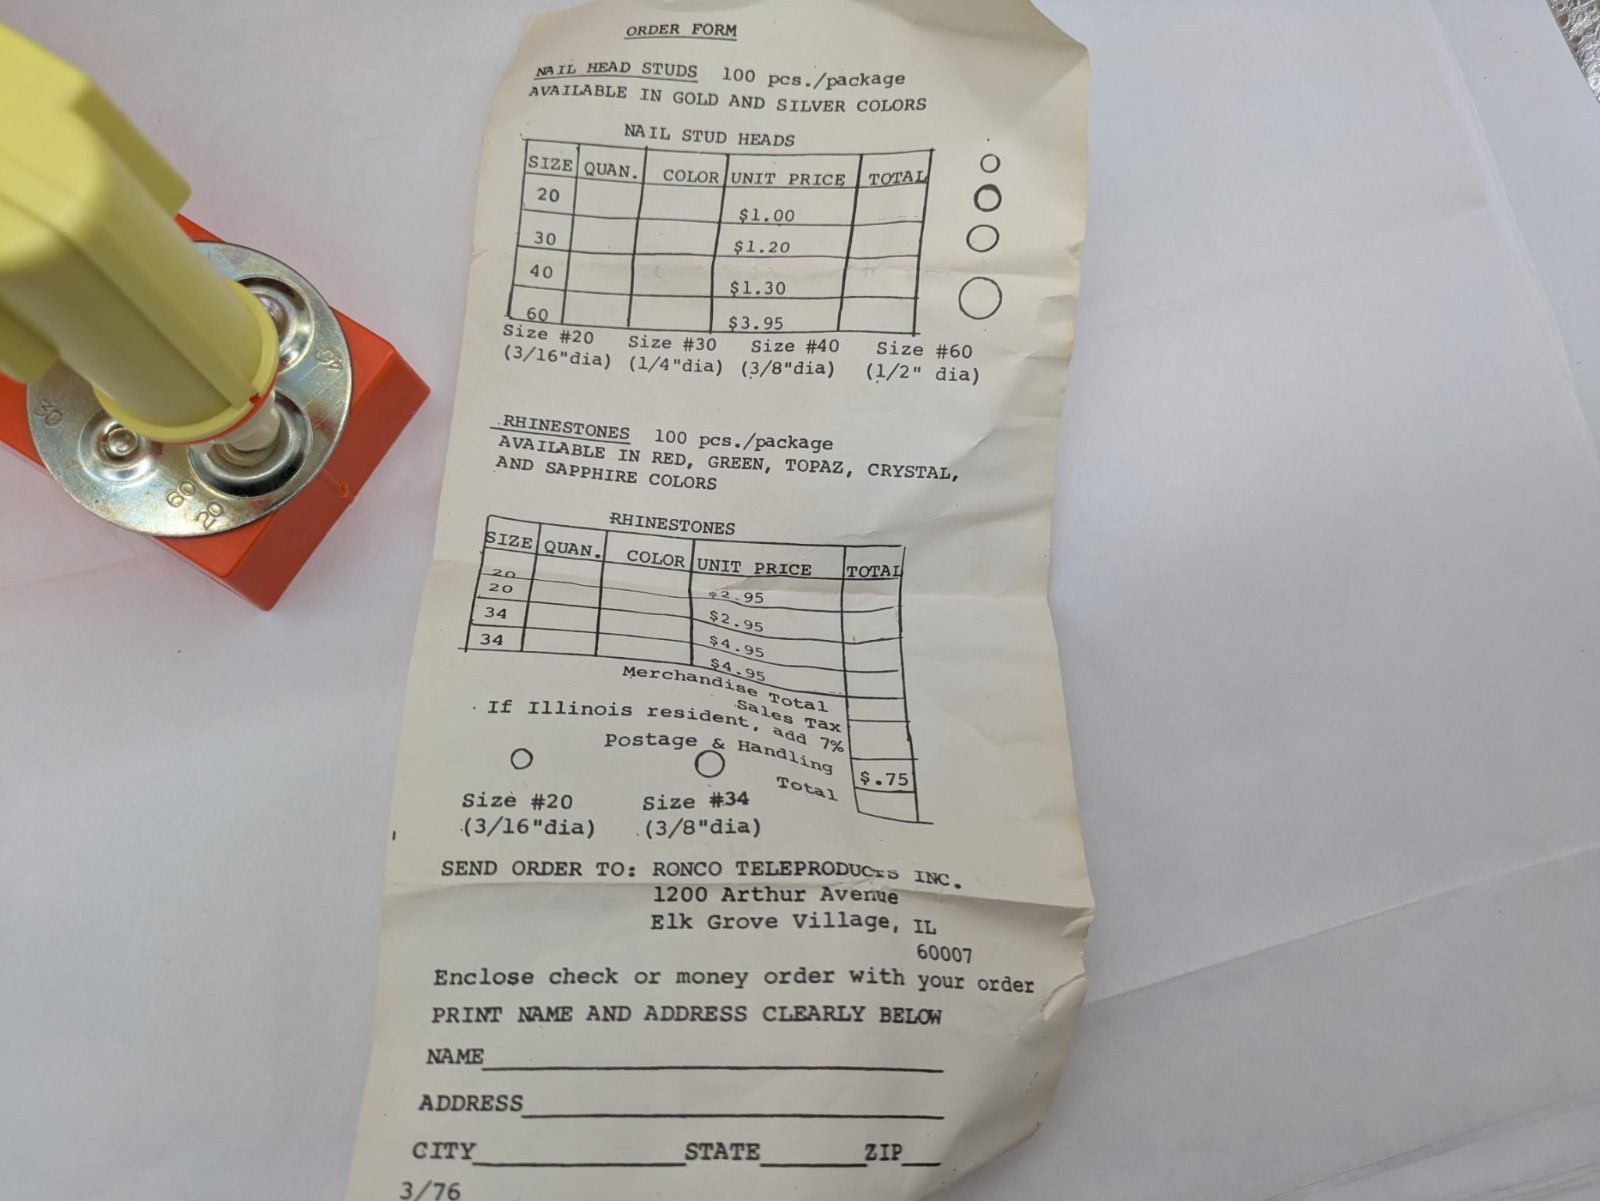 ORDER FORM
NAIL HEAD STUDS 100 pcs./package
AVAILABLE IN GOLD AND SILVER COLORS
NAIL STUD HEADS
SIZE QUAN. COLOR UNIT PRICE TOTAL
20 $1.00
30 $1.20
40 $1.30
60 $3.95
Size #20 Size #30 Size #40 Size #60
(3/16"dia) (1/4"dia) (3/8"dia) (1/2" dia)
RHINESTONES 100 pcs./package
AVAILABLE IN RED, GREEN, TOPAZ, CRYSTAL,
AND SAPPHIRE COLORS
RHINESTONES
SIZE QUAN. COLOR UNIT PRICE TOTAL
20 $2.95
20 $2.95
34 $4.95
34 $4.95
Merchandise Total
Sales Tax
If Illinois resident, add 7%
Postage & Handling $.75
Total
Size #20 Size #34
(3/16"dia) (3/8"dia)
SEND ORDER TO: RONCO TELEPRODUCTS INC.
1200 Arthur Avenue
Elk Grove Village, IL
60007
Enclose check or money order with your order
PRINT NAME AND ADDRESS CLEARLY BELOW
NAME
ADDRESS
CITY STATE ZIP
3/76
30
60
20